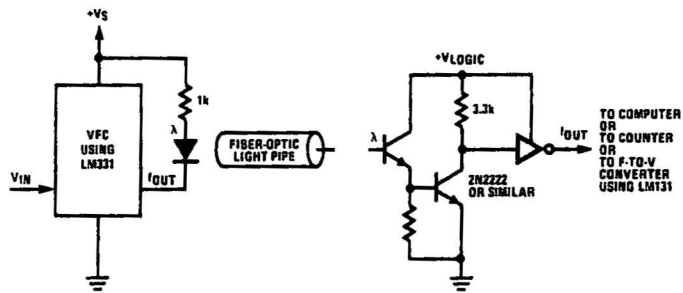 +VS
1k
λ
VFC
USING
LM331
VIN
fOUT
FIBER-OPTIC
LIGHT PIPE
+VLOGIC
3.3k
λ
2N2222
OR SIMILAR
fOUT
TO COMPUTER
OR
TO COUNTER
OR
TO F-TO-V
CONVERTER
USING LM131